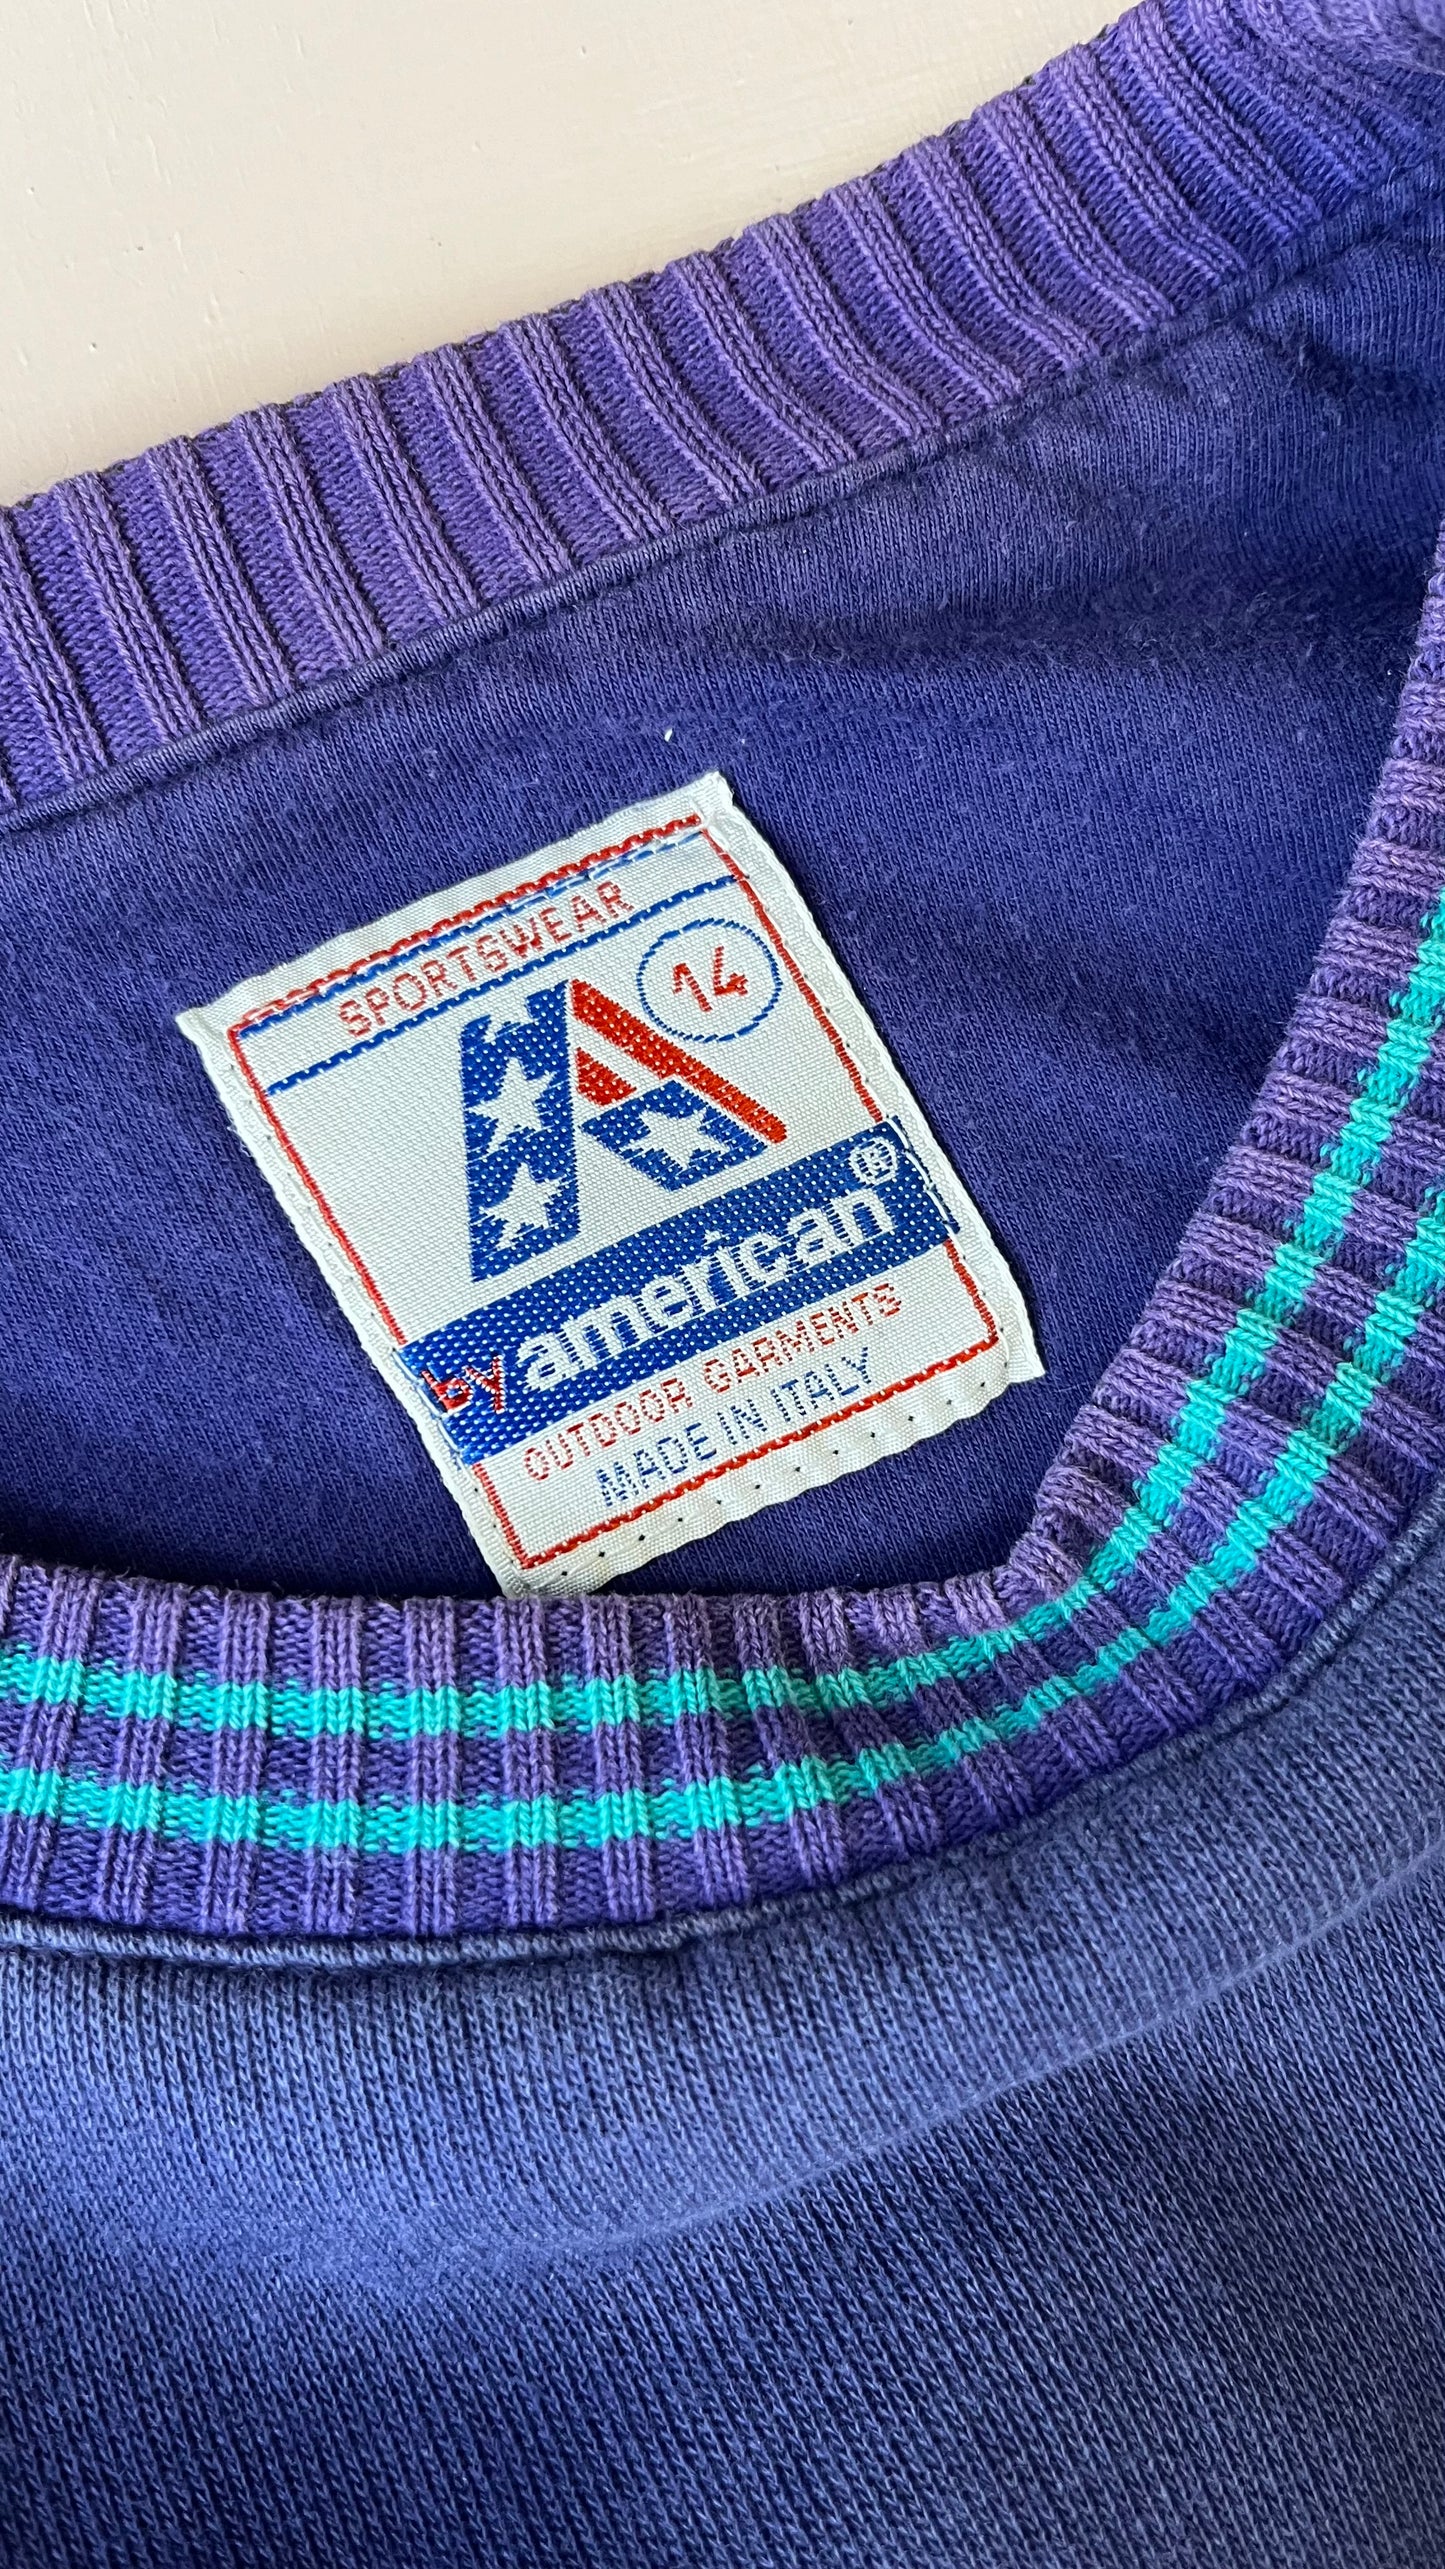 SPORTSWEAR
14
by american®
OUTDOOR GARMENTS
MADE IN ITALY